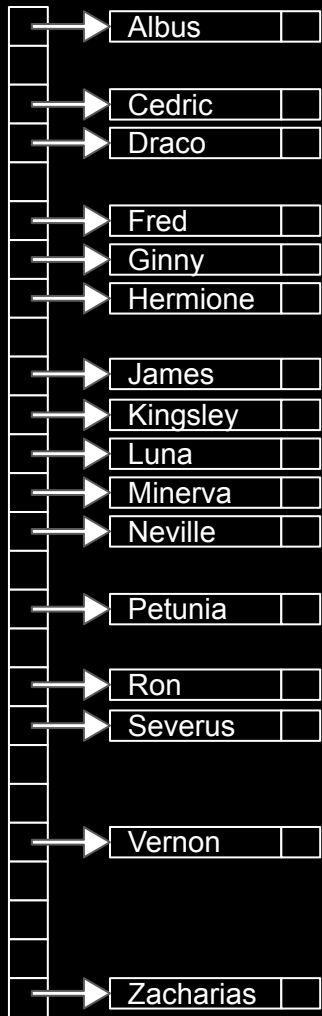 Albus
Cedric
Draco
Fred
Ginny
Hermione
James
Kingsley
Luna
Minerva
Neville
Petunia
Ron
Severus
Vernon
Zacharias